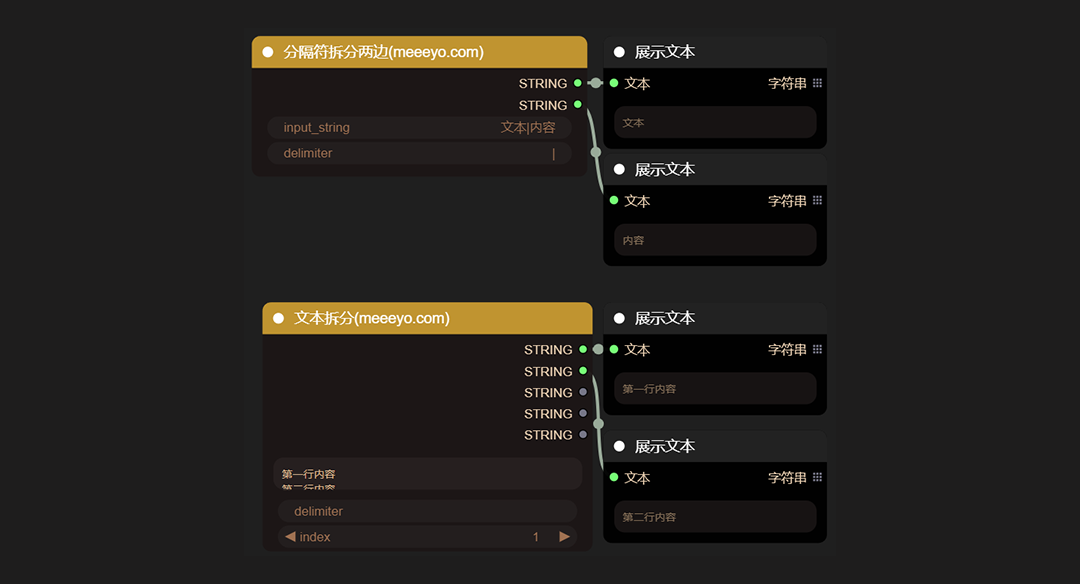 分隔符拆分两边(meeeyo.com)
STRING
STRING
input_string 文本|内容
delimiter |
展示文本
文本 字符串
文本
展示文本
文本 字符串
内容
文本拆分(meeeyo.com)
STRING
STRING
STRING
STRING
STRING
第一行内容
第二行内容
delimiter
index 1
展示文本
文本 字符串
第一行内容
展示文本
文本 字符串
第二行内容